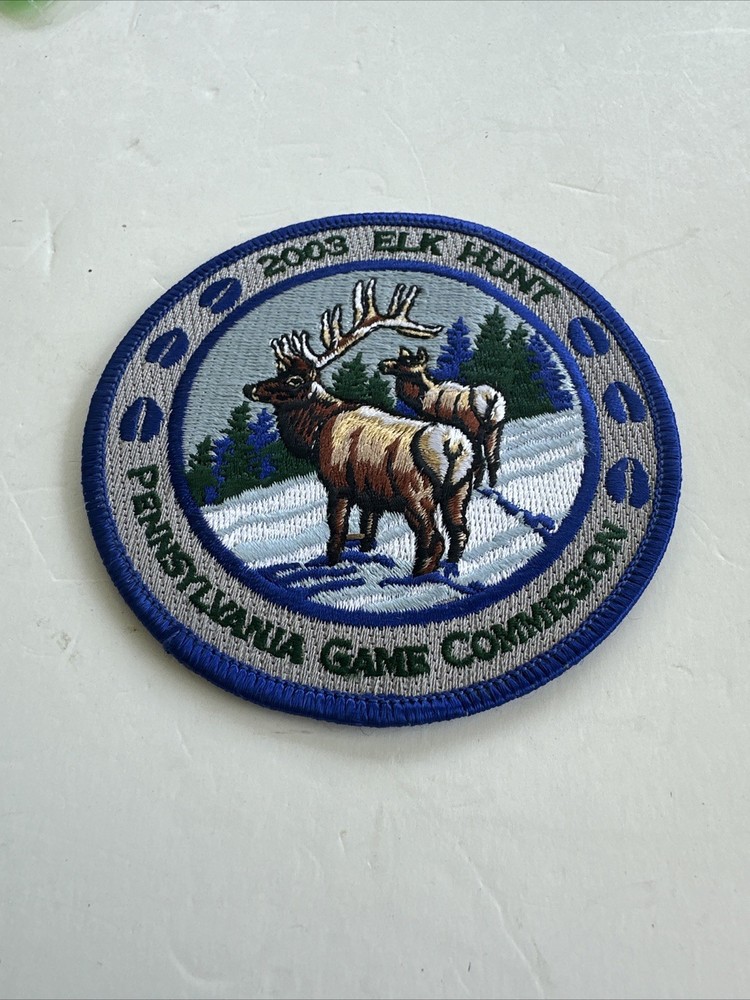 2003 ELK HUNT
PENNSYLVANIA GAME COMMISSION